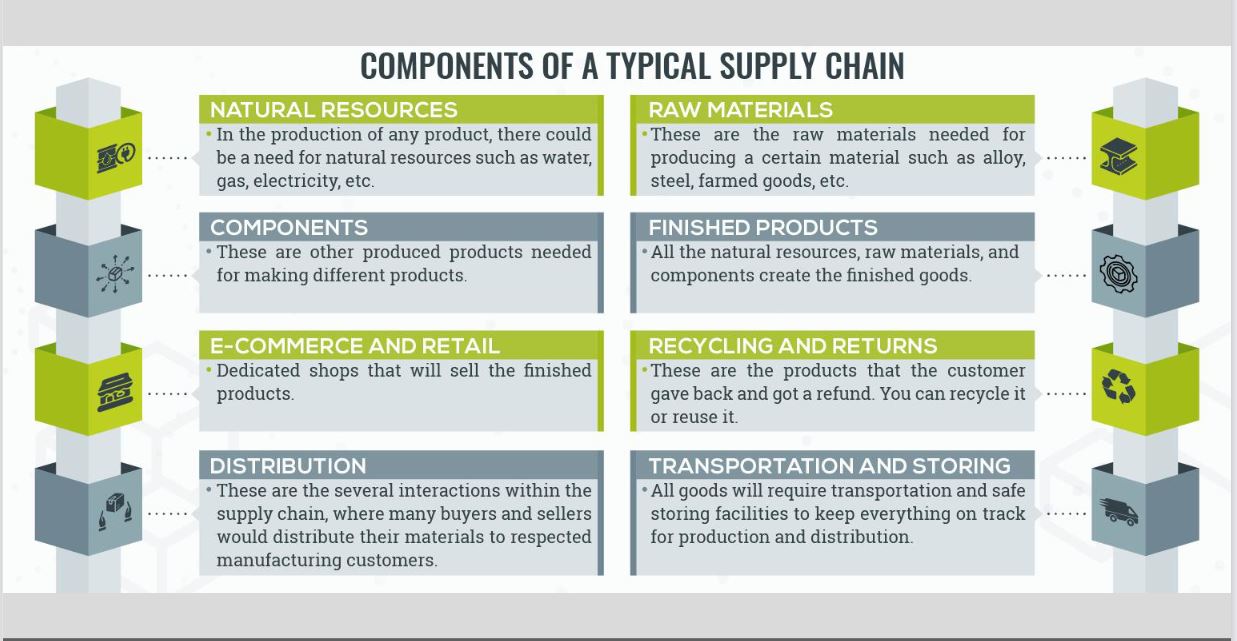 COMPONENTS OF A TYPICAL SUPPLY CHAIN
NATURAL RESOURCES
• In the production of any product, there could
be a need for natural resources such as water,
gas, electricity, etc.
RAW MATERIALS
• These are the raw materials needed for
producing a certain material such as alloy,
steel, farmed goods, etc.
COMPONENTS
• These are other produced products needed
for making different products.
FINISHED PRODUCTS
• All the natural resources, raw materials, and
components create the finished goods.
E-COMMERCE AND RETAIL
• Dedicated shops that will sell the finished
products.
RECYCLING AND RETURNS
• These are the products that the customer
gave back and got a refund. You can recycle it
or reuse it.
DISTRIBUTION
• These are the several interactions within the
supply chain, where many buyers and sellers
would distribute their materials to respected
manufacturing customers.
TRANSPORTATION AND STORING
• All goods will require transportation and safe
storing facilities to keep everything on track
for production and distribution.